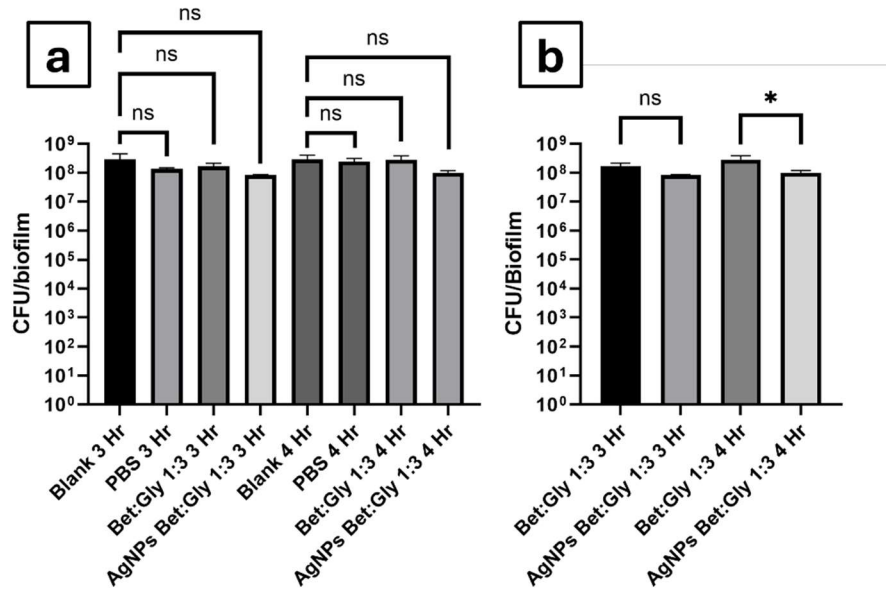 a
ns
ns
ns
ns
ns
ns
CFU/biofilm
10⁹
10⁸
10⁷
10⁶
10⁵
10⁴
10³
10²
10¹
10⁰
Blank 3 Hr
PBS 3 Hr
Bet:Gly 1:3 3 Hr
AgNPs Bet:Gly 1:3 3 Hr
Blank 4 Hr
PBS 4 Hr
Bet:Gly 1:3 4 Hr
AgNPs Bet:Gly 1:3 4 Hr
b
ns
*
CFU/Biofilm
10⁹
10⁸
10⁷
10⁶
10⁵
10⁴
10³
10²
10¹
10⁰
Bet:Gly 1:3 3 Hr
AgNPs Bet:Gly 1:3 3 Hr
Bet:Gly 1:3 4 Hr
AgNPs Bet:Gly 1:3 4 Hr